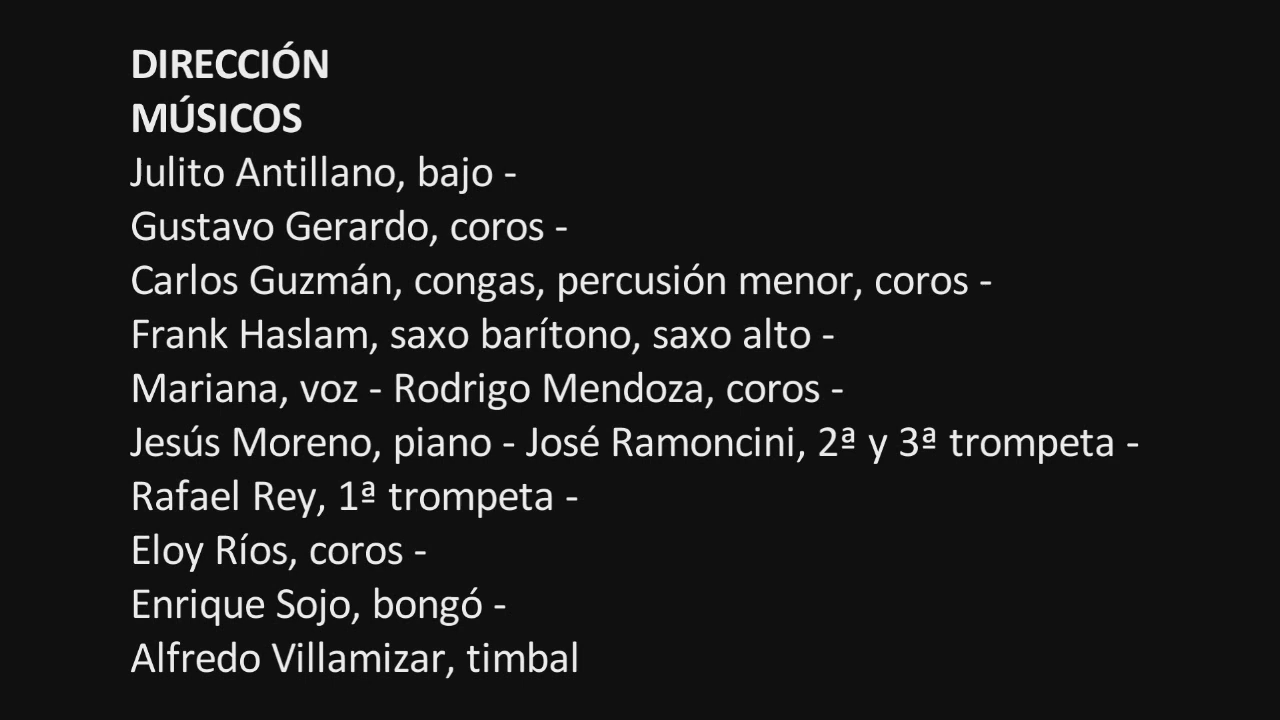 DIRECCIÓN
MÚSICOS
Julito Antillano, bajo -
Gustavo Gerardo, coros -
Carlos Guzmán, congas, percusión menor, coros -
Frank Haslam, saxo barítono, saxo alto -
Mariana, voz - Rodrigo Mendoza, coros -
Jesús Moreno, piano - José Ramoncini, 2ª y 3ª trompeta -
Rafael Rey, 1ª trompeta -
Eloy Ríos, coros -
Enrique Sojo, bongó -
Alfredo Villamizar, timbal